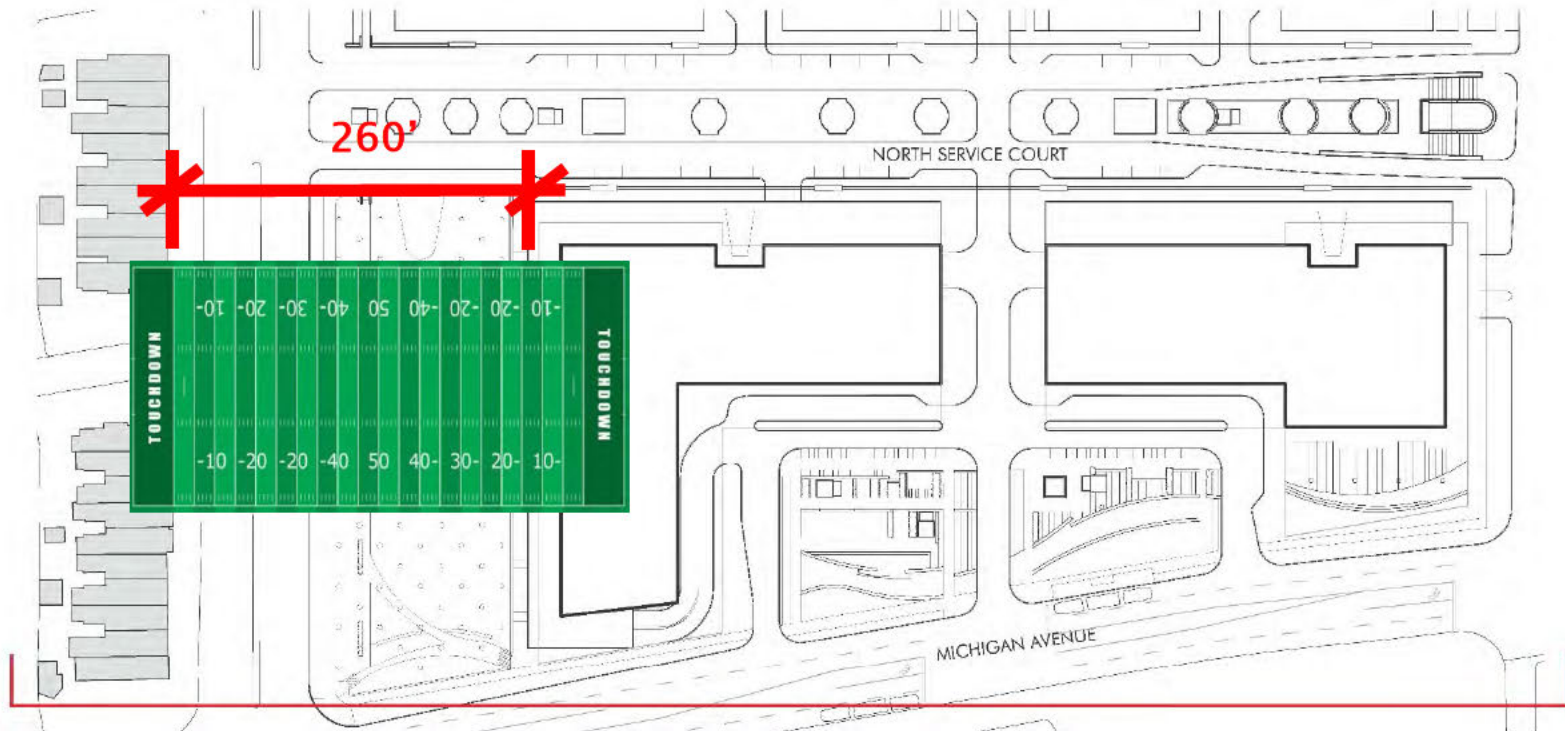 260'
NORTH SERVICE COURT
-10 -20 -30 -40 50 40- 20- 20- 10-
TOUCHDOWN
TOUCHDOWN
-10 -20 -20 -40 50 40- 30- 20- 10-
MICHIGAN AVENUE